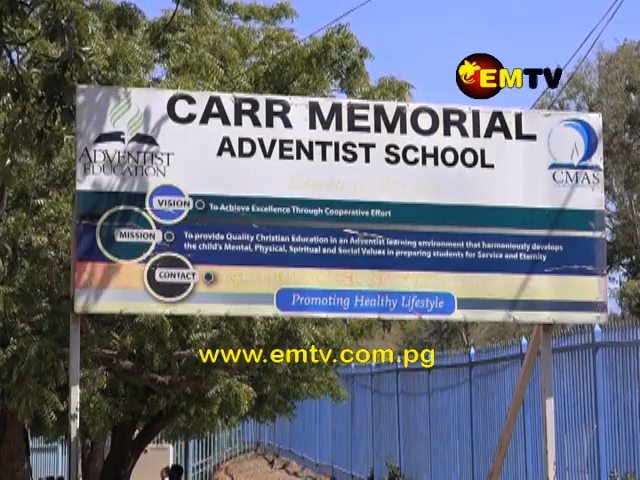 EMTV
CARR MEMORIAL
ADVENTIST SCHOOL
ADVENTIST
EDUCATION
CMAS
VISION
To Achieve Excellence Through Cooperative Effort
MISSION
To provide Quality Christian Education in an Adventist learning environment that harmoniously develops
the child's Mental, Physical, Spiritual and Social Values in preparing students for Service and Eternity
CONTACT
Promoting Healthy Lifestyle
www.emtv.com.pg